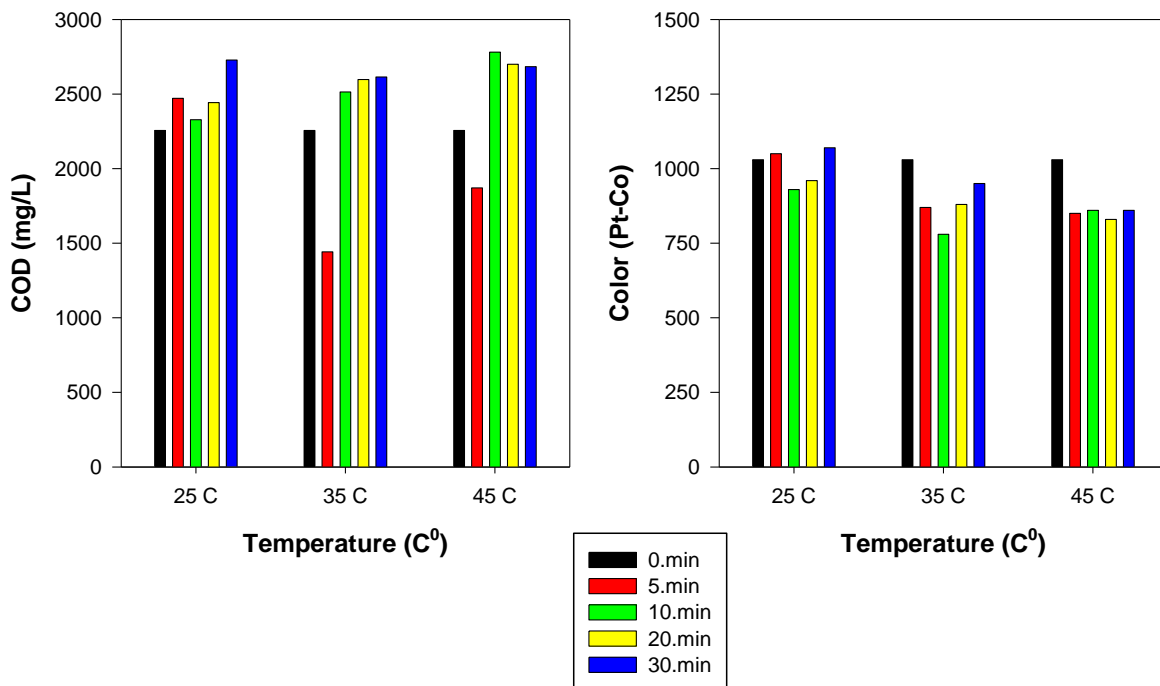 3000
2500
2000
1500
1000
500
0
COD (mg/L)
25 C 35 C 45 C
Temperature (C⁰)
1500
1250
1000
750
500
250
0
Color (Pt-Co)
25 C 35 C 45 C
Temperature (C⁰)
0.min
5.min
10.min
20.min
30.min